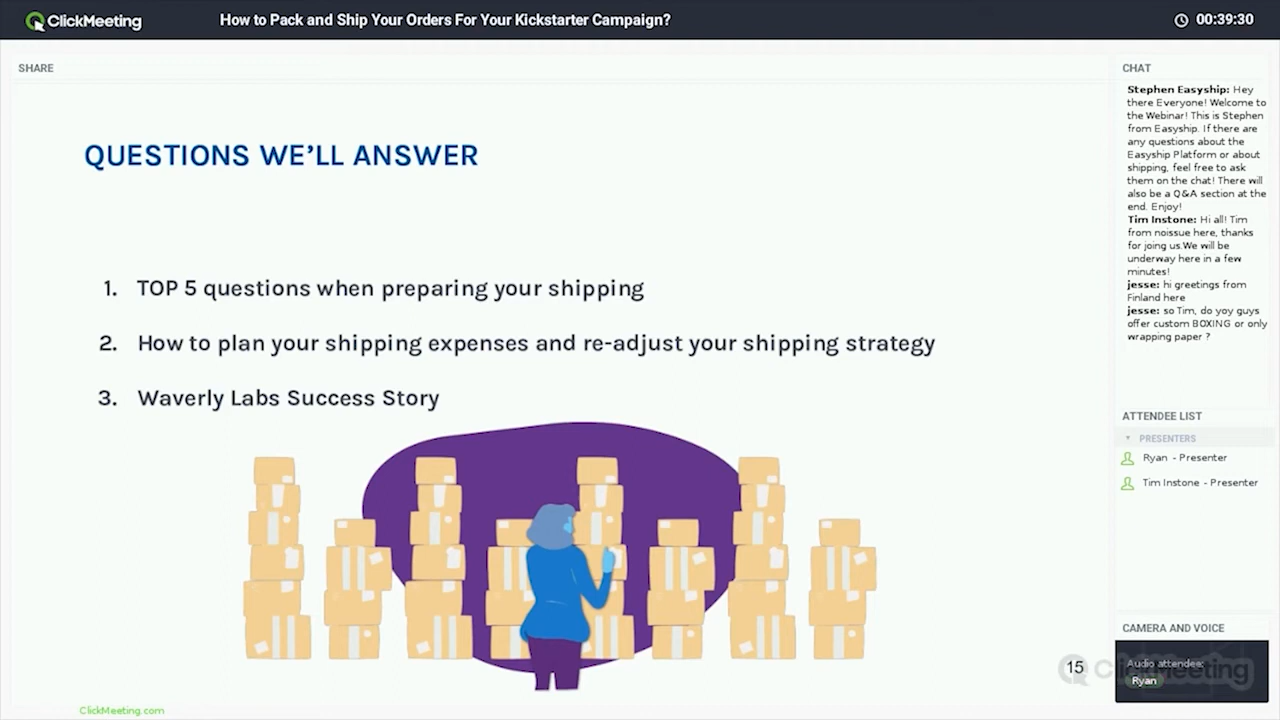 ClickMeeting
How to Pack and Ship Your Orders For Your Kickstarter Campaign?
00:39:30
SHARE
QUESTIONS WE'LL ANSWER
1. TOP 5 questions when preparing your shipping
2. How to plan your shipping expenses and re-adjust your shipping strategy
3. Waverly Labs Success Story
15
ClickMeeting.com
CHAT
Stephen Easyship: Hey
there Everyone! Welcome to
the Webinar! This is Stephen
from Easyship. If there are
any questions about the
Easyship Platform or about
shipping, feel free to ask
them on the chat! There will
also be a Q&A section at the
end. Enjoy!
Tim Instone: Hi all! Tim
from noissue here, thanks
for joing us.We will be
underway here in a few
minutes!
jesse: hi greetings from
Finland here
jesse: so Tim, do yoy guys
offer custom BOXING or only
wrapping paper ?
ATTENDEE LIST
PRESENTERS
Ryan - Presenter
Tim Instone - Presenter
CAMERA AND VOICE
Audio attendee:
Ryan
ClickMeeting